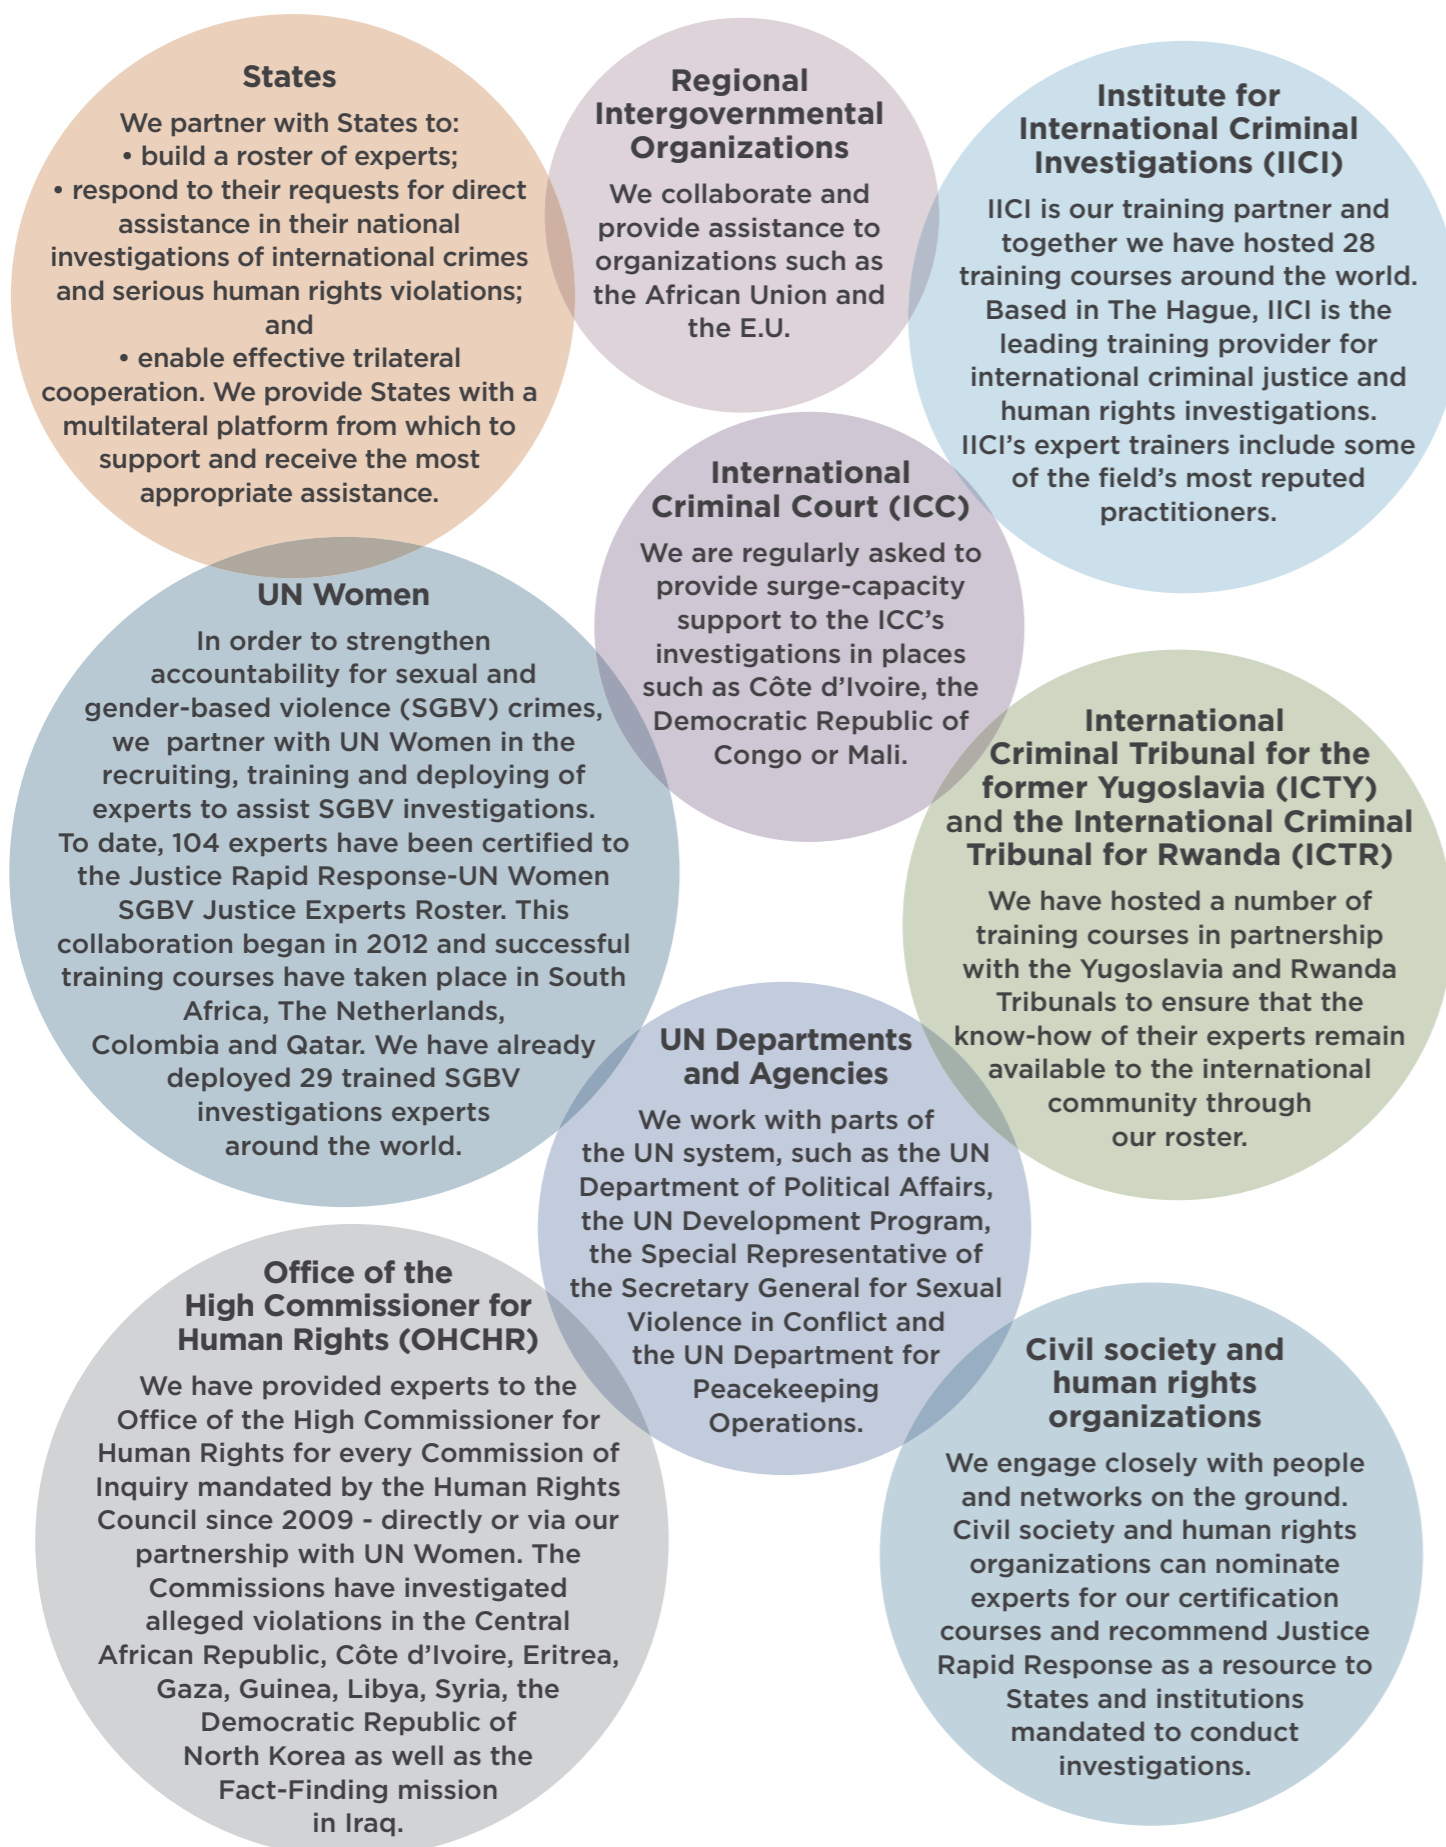 States
We partner with States to:
• build a roster of experts;
• respond to their requests for direct
assistance in their national
investigations of international crimes
and serious human rights violations;
and
• enable effective trilateral
cooperation. We provide States with a
multilateral platform from which to
support and receive the most
appropriate assistance.
Regional
Intergovernmental
Organizations
We collaborate and
provide assistance to
organizations such as
the African Union and
the E.U.
Institute for
International Criminal
Investigations (IICI)
IICI is our training partner and
together we have hosted 28
training courses around the world.
Based in The Hague, IICI is the
leading training provider for
international criminal justice and
human rights investigations.
IICI's expert trainers include some
of the field's most reputed
practitioners.
International
Criminal Court (ICC)
We are regularly asked to
provide surge-capacity
support to the ICC's
investigations in places
such as Côte d'Ivoire, the
Democratic Republic of
Congo or Mali.
UN Women
In order to strengthen
accountability for sexual and
gender-based violence (SGBV) crimes,
we partner with UN Women in the
recruiting, training and deploying of
experts to assist SGBV investigations.
To date, 104 experts have been certified to
the Justice Rapid Response-UN Women
SGBV Justice Experts Roster. This
collaboration began in 2012 and successful
training courses have taken place in South
Africa, The Netherlands,
Colombia and Qatar. We have already
deployed 29 trained SGBV
investigations experts
around the world.
International
Criminal Tribunal for the
former Yugoslavia (ICTY)
and the International Criminal
Tribunal for Rwanda (ICTR)
We have hosted a number of
training courses in partnership
with the Yugoslavia and Rwanda
Tribunals to ensure that the
know-how of their experts remain
available to the international
community through
our roster.
UN Departments
and Agencies
We work with parts of
the UN system, such as the UN
Department of Political Affairs,
the UN Development Program,
the Special Representative of
the Secretary General for Sexual
Violence in Conflict and
the UN Department for
Peacekeeping
Operations.
Office of the
High Commissioner for
Human Rights (OHCHR)
We have provided experts to the
Office of the High Commissioner for
Human Rights for every Commission of
Inquiry mandated by the Human Rights
Council since 2009 - directly or via our
partnership with UN Women. The
Commissions have investigated
alleged violations in the Central
African Republic, Côte d'Ivoire, Eritrea,
Gaza, Guinea, Libya, Syria, the
Democratic Republic of
North Korea as well as the
Fact-Finding mission
in Iraq.
Civil society and
human rights
organizations
We engage closely with people
and networks on the ground.
Civil society and human rights
organizations can nominate
experts for our certification
courses and recommend Justice
Rapid Response as a resource to
States and institutions
mandated to conduct
investigations.